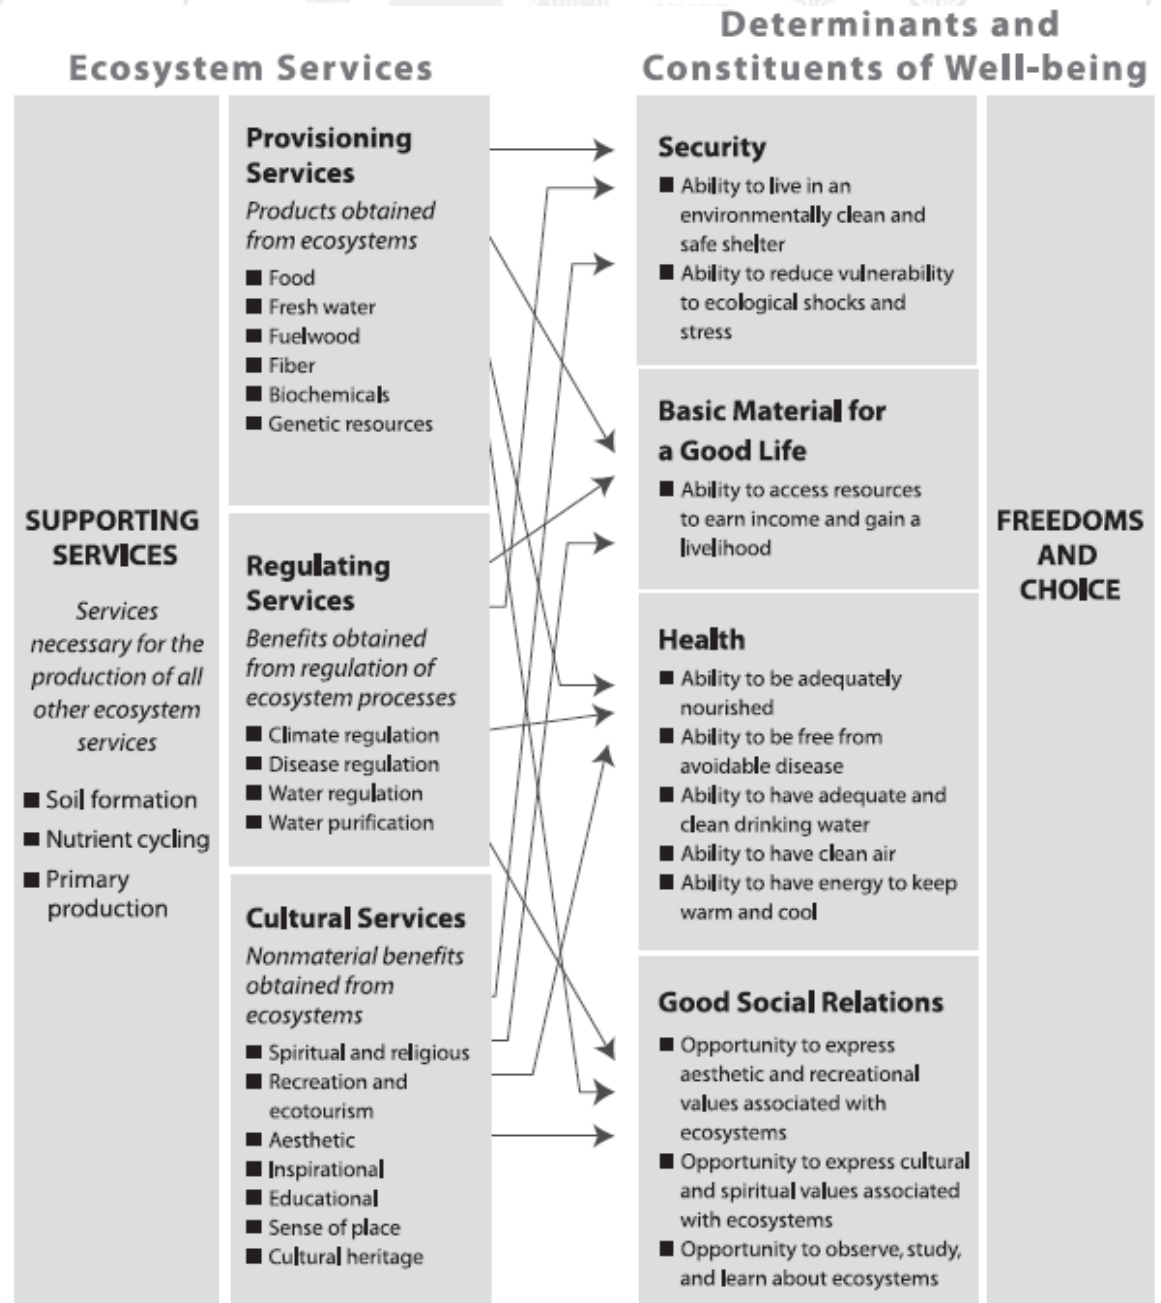 Ecosystem Services
Determinants and
Constituents of Well-being
SUPPORTING
SERVICES
Services
necessary for the
production of all
other ecosystem
services
■ Soil formation
■ Nutrient cycling
■ Primary
production
Provisioning
Services
Products obtained
from ecosystems
■ Food
■ Fresh water
■ Fuelwood
■ Fiber
■ Biochemicals
■ Genetic resources
Regulating
Services
Benefits obtained
from regulation of
ecosystem processes
■ Climate regulation
■ Disease regulation
■ Water regulation
■ Water purification
Cultural Services
Nonmaterial benefits
obtained from
ecosystems
■ Spiritual and religious
■ Recreation and
ecotourism
■ Aesthetic
■ Inspirational
■ Educational
■ Sense of place
■ Cultural heritage
Security
■ Ability to live in an
environmentally clean and
safe shelter
■ Ability to reduce vulnerability
to ecological shocks and
stress
Basic Material for
a Good Life
■ Ability to access resources
to earn income and gain a
livelihood
Health
■ Ability to be adequately
nourished
■ Ability to be free from
avoidable disease
■ Ability to have adequate and
clean drinking water
■ Ability to have clean air
■ Ability to have energy to keep
warm and cool
Good Social Relations
■ Opportunity to express
aesthetic and recreational
values associated with
ecosystems
■ Opportunity to express cultural
and spiritual values associated
with ecosystems
■ Opportunity to observe, study,
and learn about ecosystems
FREEDOMS
AND
CHOICE